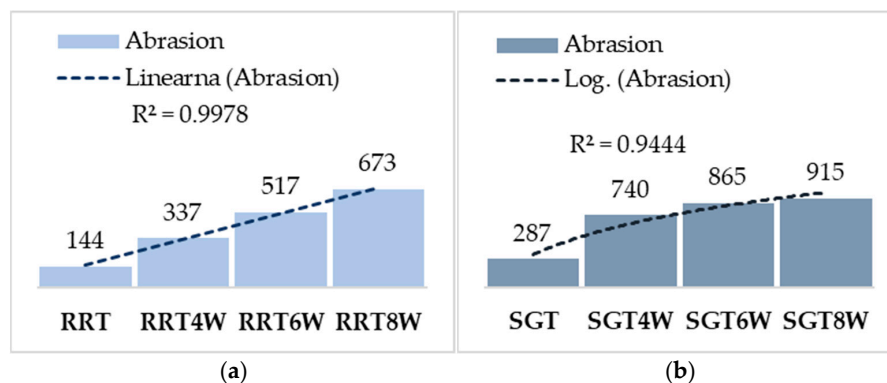 Abrasion
Linearna (Abrasion)
R² = 0.9978
673
517
337
144
RRT RRT4W RRT6W RRT8W
(a)
Abrasion
Log. (Abrasion)
R² = 0.9444
915
865
740
287
SGT SGT4W SGT6W SGT8W
(b)